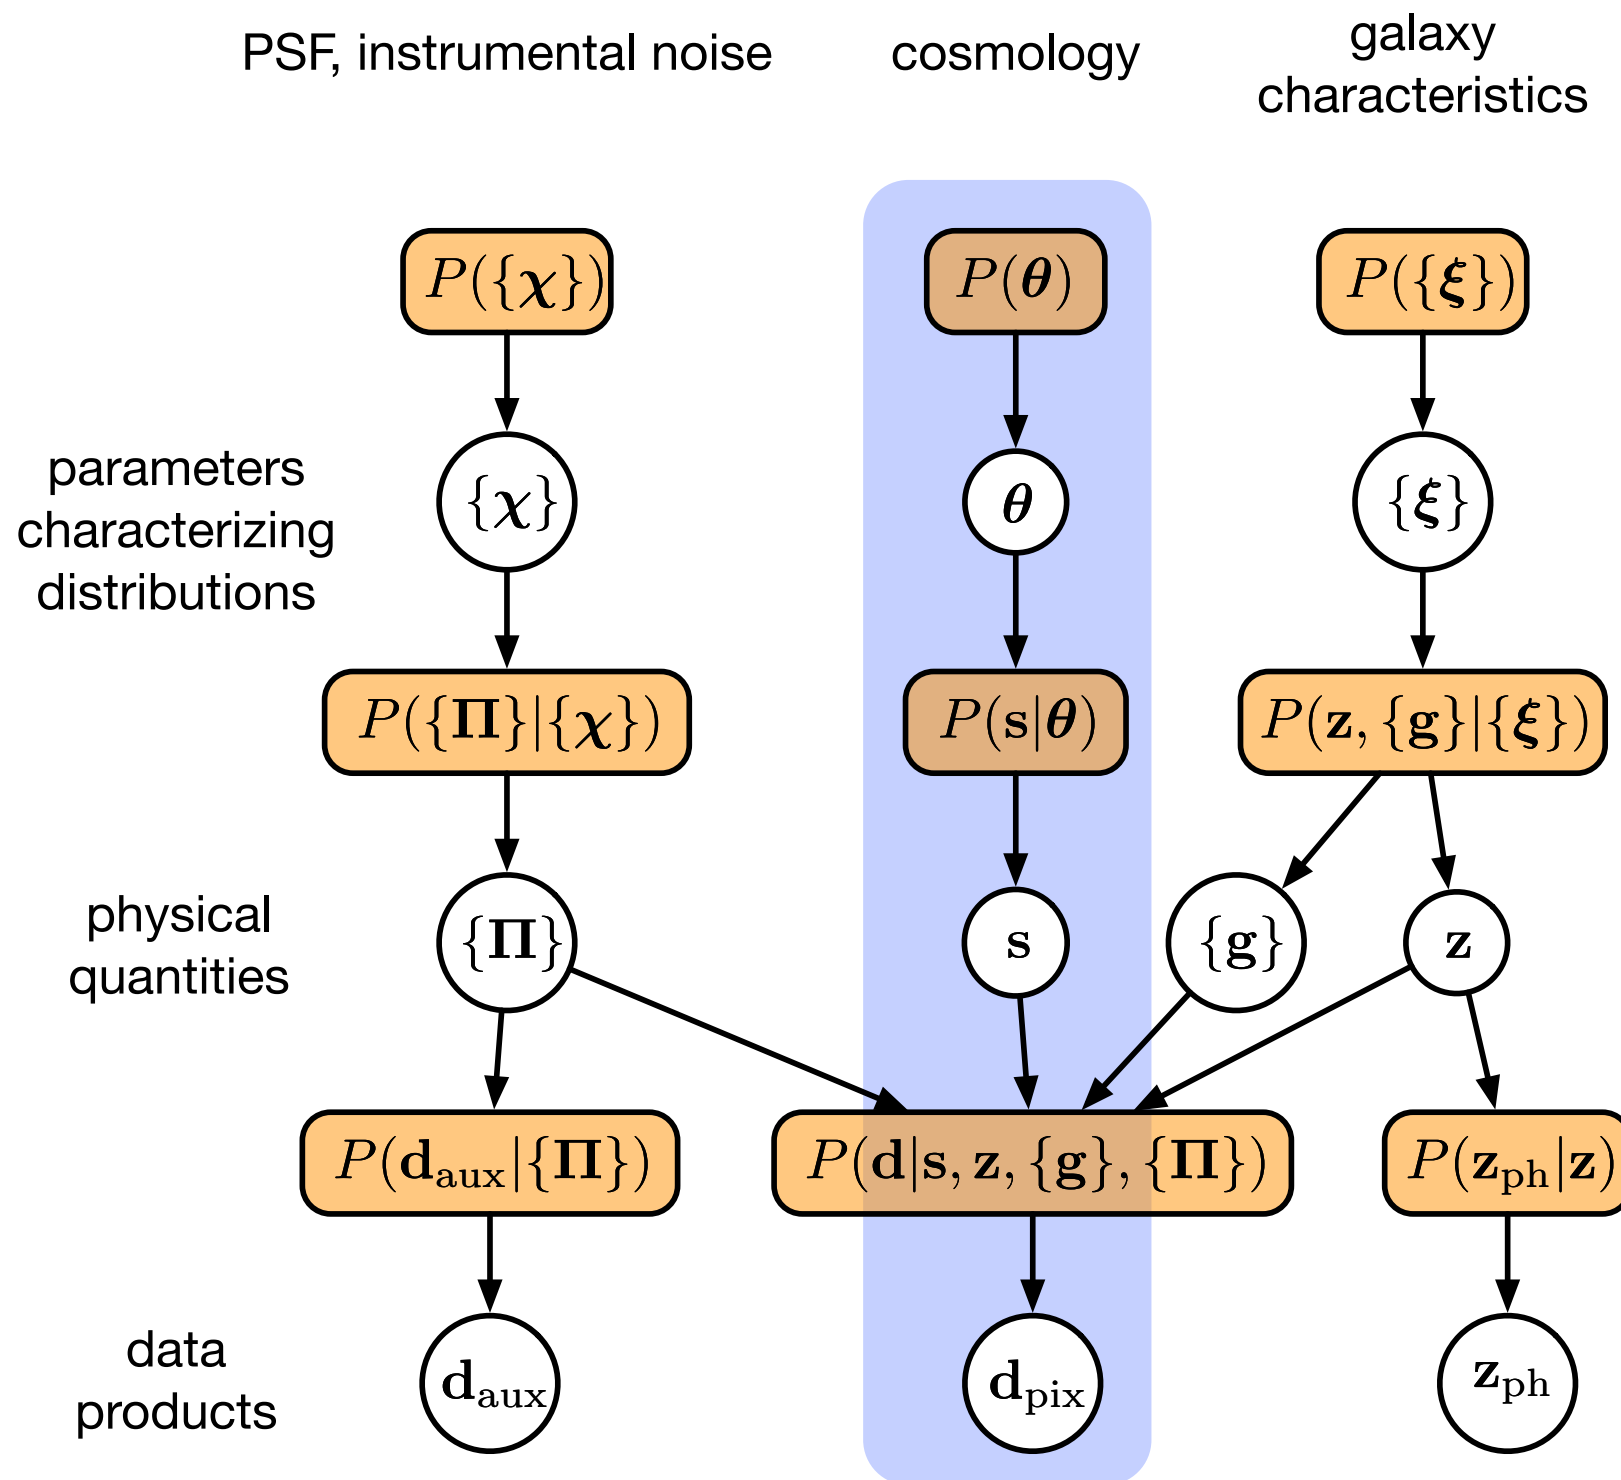 PSF, instrumental noise
cosmology
galaxy
characteristics
P({χ})
P(θ)
P({ξ})
parameters
characterizing
distributions
{χ}
θ
{ξ}
P({Π}|{χ})
P(s|θ)
P(z, {g}|{ξ})
physical
quantities
{Π}
s
{g}
z
P(d_aux|{Π})
P(d|s, z, {g}, {Π})
P(z_ph|z)
data
products
d_aux
d_pix
z_ph